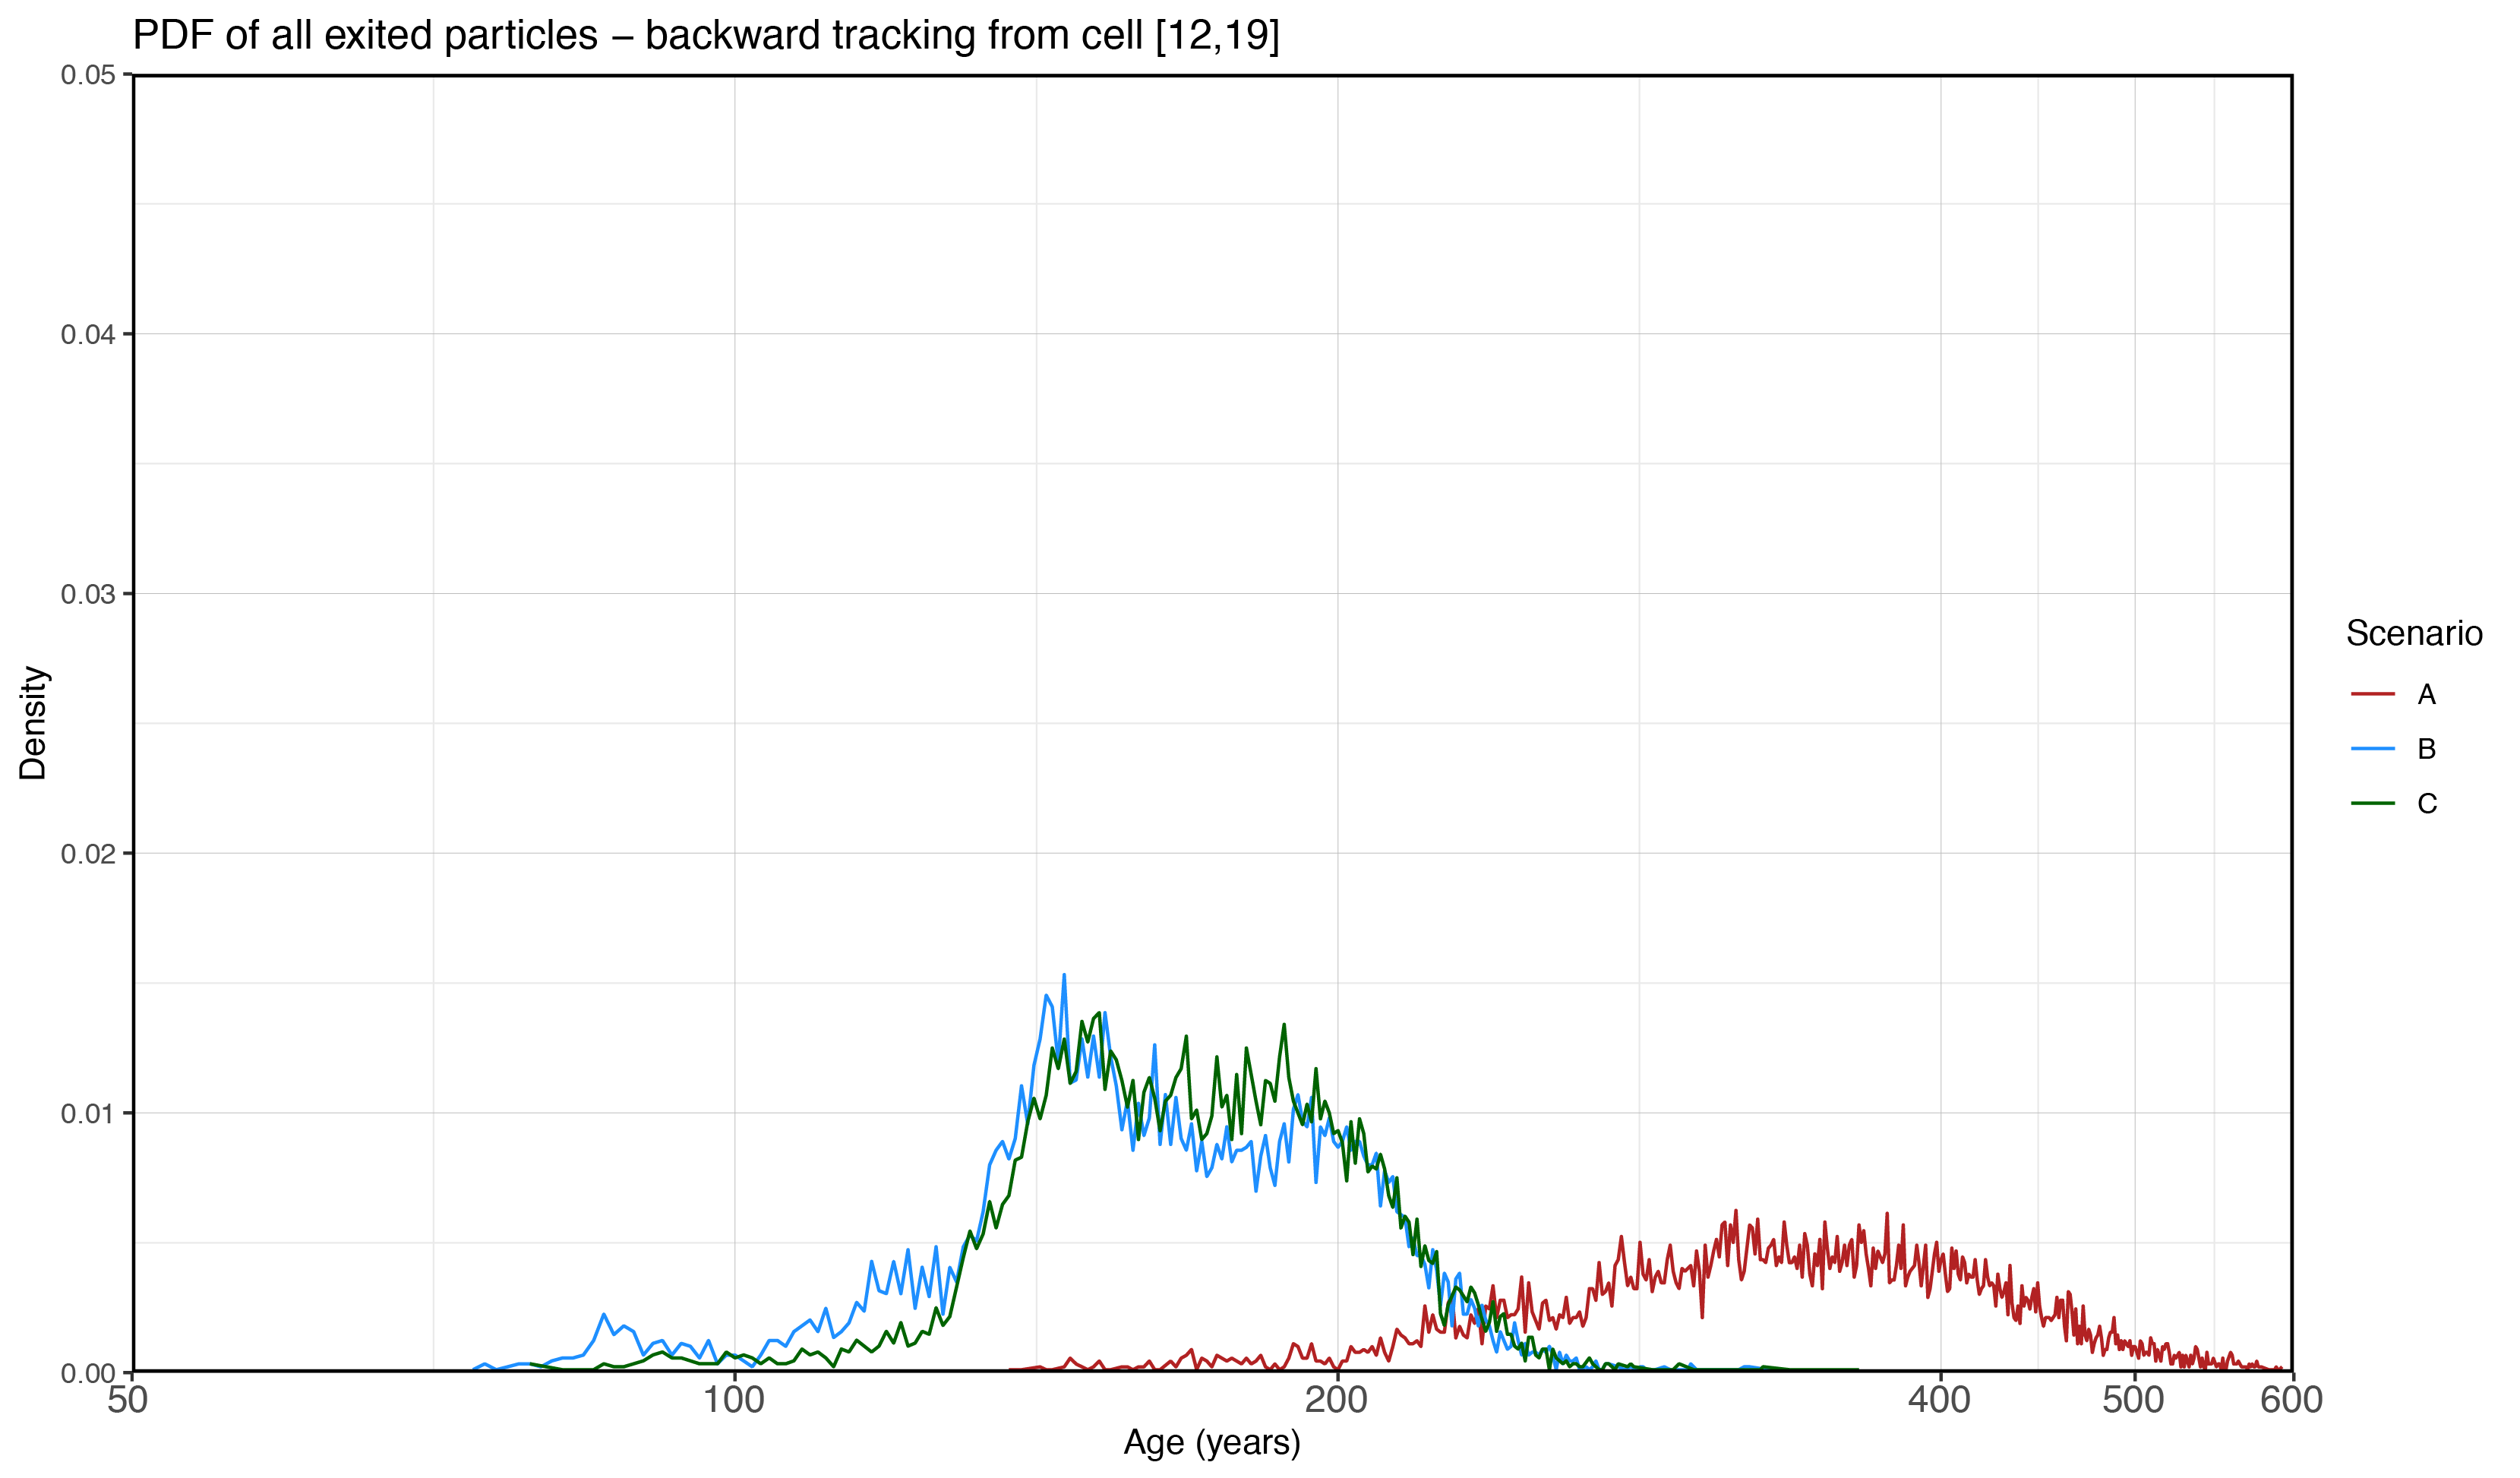 PDF of all exited particles − backward tracking from cell [12,19]
0.05
0.04
0.03
0.02
0.01
0.00
Density
50
100
200
400
500
600
Age (years)
Scenario
A
B
C